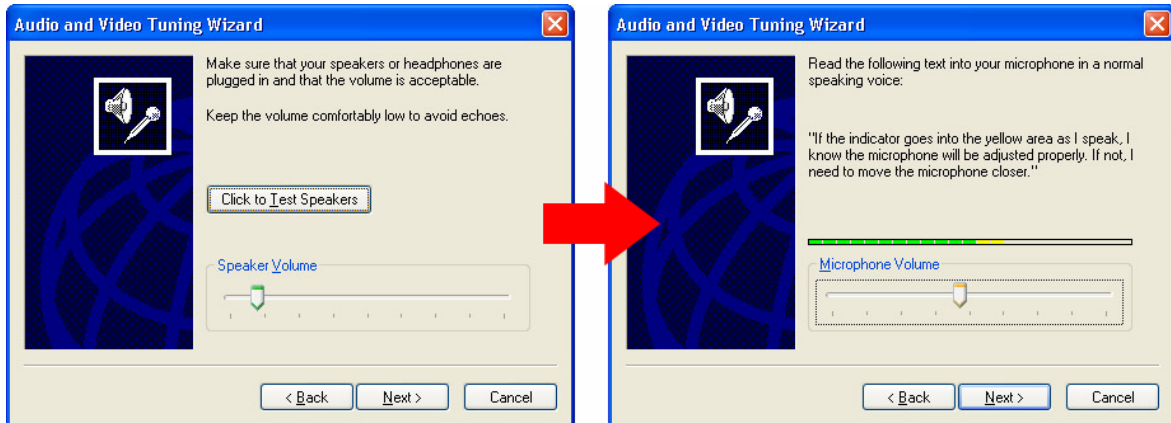 Audio and Video Tuning Wizard
Make sure that your speakers or headphones are
plugged in and that the volume is acceptable.
Keep the volume comfortably low to avoid echoes.
Click to Test Speakers
Speaker Volume
< Back
Next >
Cancel
Audio and Video Tuning Wizard
Read the following text into your microphone in a normal
speaking voice:
"If the indicator goes into the yellow area as I speak, I
know the microphone will be adjusted properly. If not, I
need to move the microphone closer."
Microphone Volume
< Back
Next >
Cancel